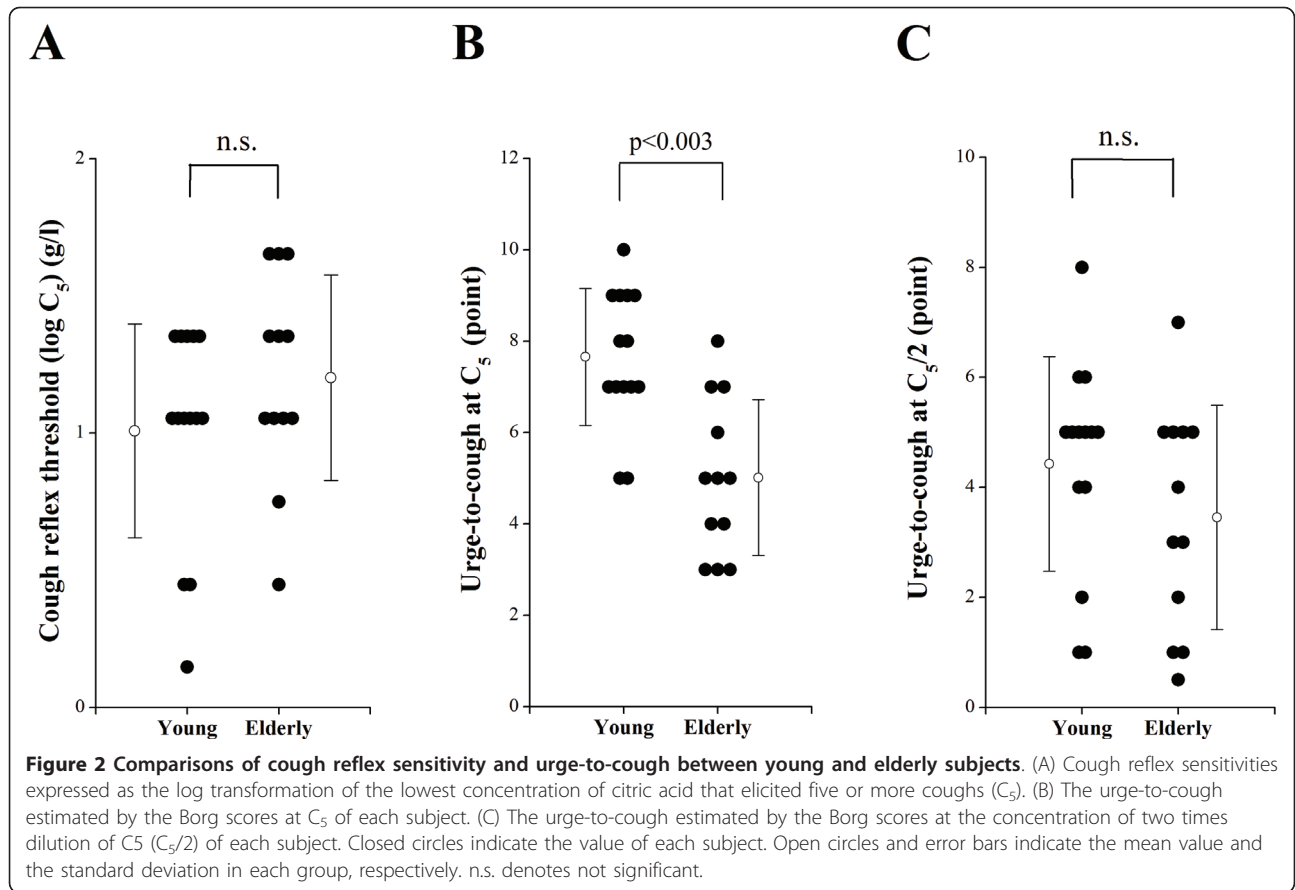 A
B
C
n.s.
p<0.003
n.s.
Cough reflex threshold (log C5) (g/l)
2
1
0
Young Elderly
Urge-to-cough at C5 (point)
12
10
8
6
4
2
0
Young Elderly
Urge-to-cough at C5/2 (point)
10
8
6
4
2
0
Young Elderly
Figure 2 Comparisons of cough reflex sensitivity and urge-to-cough between young and elderly subjects. (A) Cough reflex sensitivities
expressed as the log transformation of the lowest concentration of citric acid that elicited five or more coughs (C5). (B) The urge-to-cough
estimated by the Borg scores at C5 of each subject. (C) The urge-to-cough estimated by the Borg scores at the concentration of two times
dilution of C5 (C5/2) of each subject. Closed circles indicate the value of each subject. Open circles and error bars indicate the mean value and
the standard deviation in each group, respectively. n.s. denotes not significant.